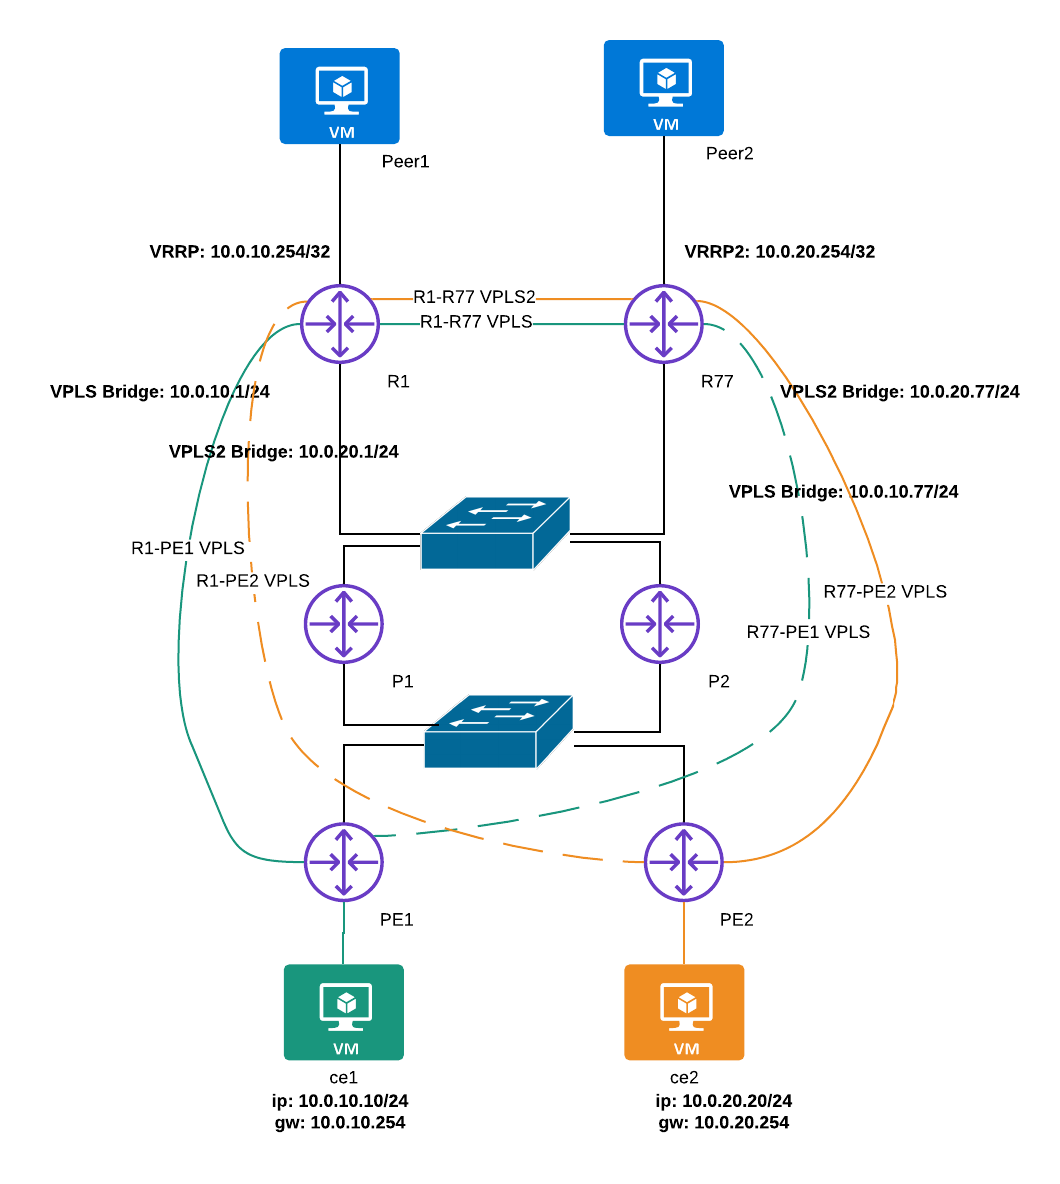 VM
VM
Peer1
Peer2
VRRP: 10.0.10.254/32
VRRP2: 10.0.20.254/32
R1-R77 VPLS2
R1-R77 VPLS
R1
R77
VPLS Bridge: 10.0.10.1/24
VPLS2 Bridge: 10.0.20.77/24
VPLS2 Bridge: 10.0.20.1/24
VPLS Bridge: 10.0.10.77/24
R1-PE1 VPLS
R1-PE2 VPLS
R77-PE2 VPLS
R77-PE1 VPLS
P1
P2
PE1
PE2
VM
VM
ce1
ip: 10.0.10.10/24
gw: 10.0.10.254
ce2
ip: 10.0.20.20/24
gw: 10.0.20.254